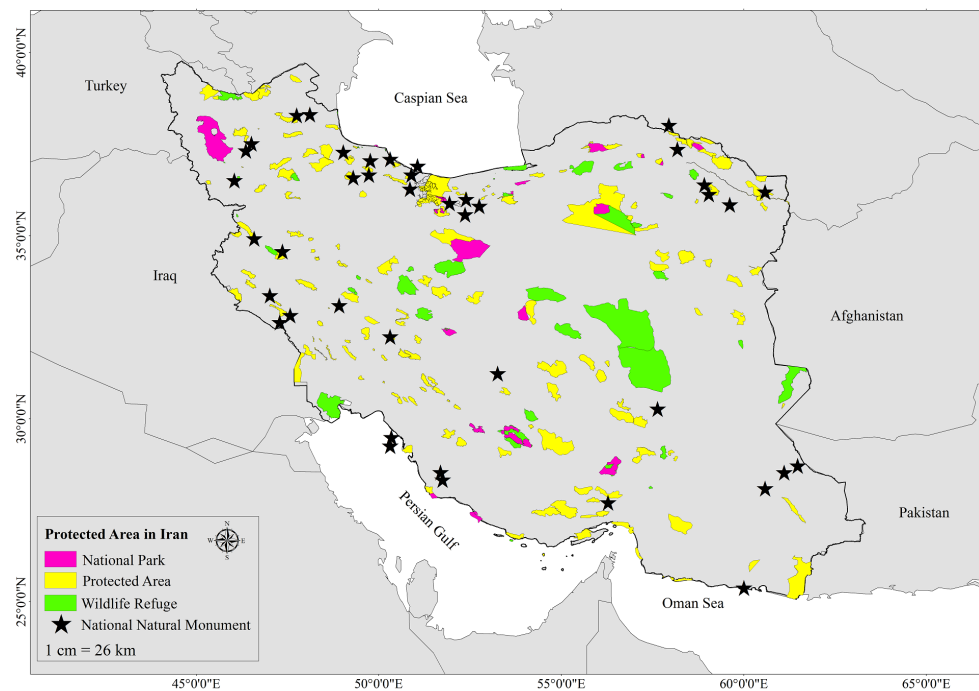 40°0'0"N
35°0'0"N
30°0'0"N
25°0'0"N
Turkey
Caspian Sea
Iraq
Afghanistan
Persian Gulf
Pakistan
Oman Sea
Protected Area in Iran
N
W E
S
National Park
Protected Area
Wildlife Refuge
National Natural Monument
1 cm = 26 km
45°0'0"E
50°0'0"E
55°0'0"E
60°0'0"E
65°0'0"E